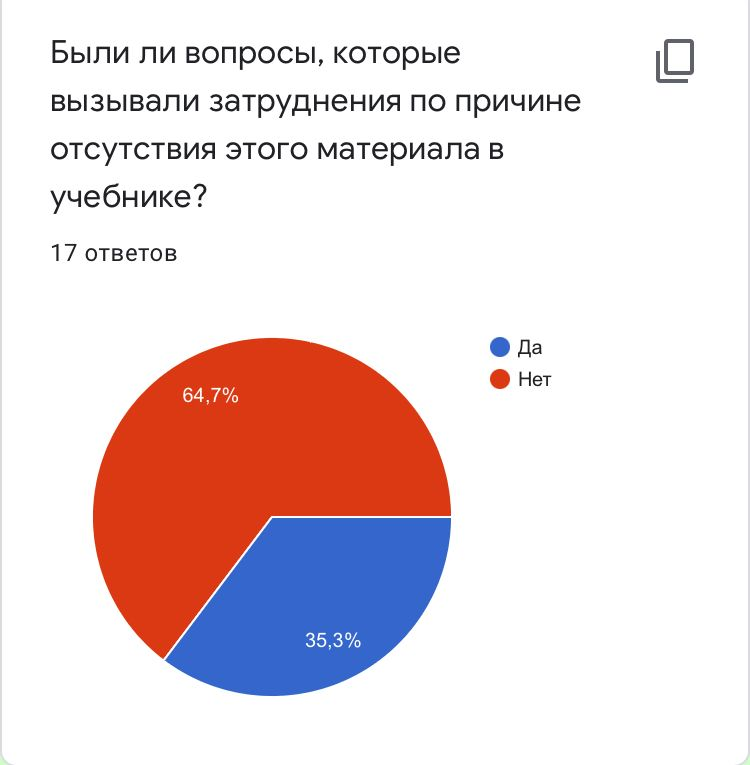 Были ли вопросы, которые
вызывали затруднения по причине
отсутствия этого материала в
учебнике?
17 ответов
Да
Нет
64,7%
35,3%